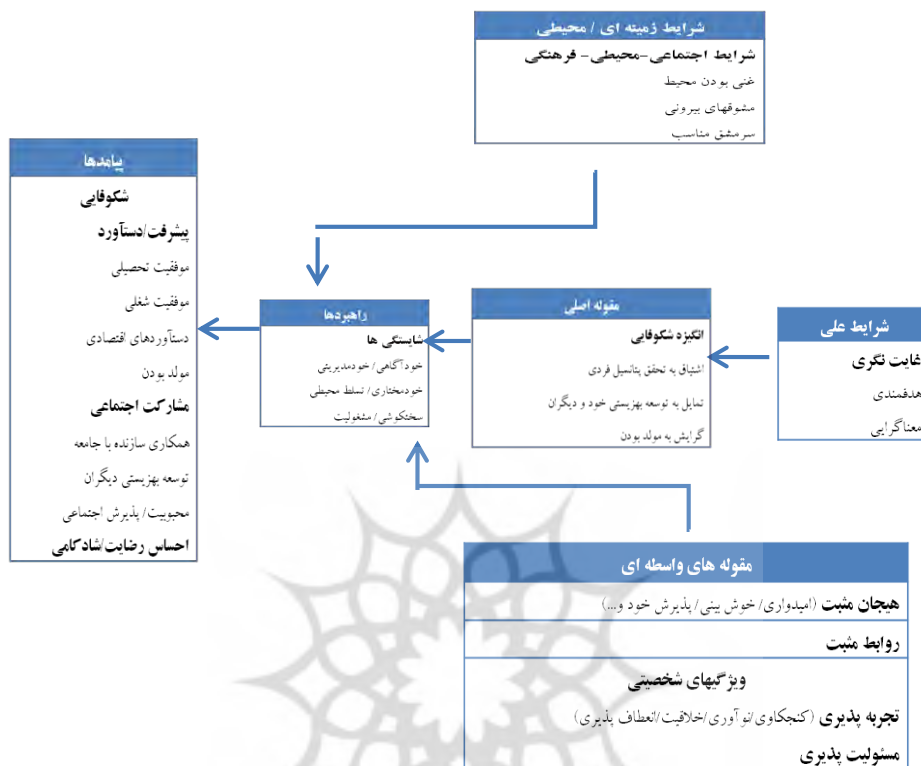 شرایط زمینه ای / محیطی
شرایط اجتماعی-محیطی- فرهنگی
غنی بودن محیط
مشوقهای بیرونی
سرمشق مناسب
شرایط علی
غایت نگری
هدفمندی
معناگرایی
مقوله اصلی
انگیزه شکوفایی
اشتیاق به تحقق پتانسیل فردی
تمایل به توسعه بهزیستی خود و دیگران
گرایش به مولد بودن
راهبردها
شایستگی ها
خودآگاهی/ خودمدیریتی
خودمختاری/ تسلط محیطی
سختکوشی/ مشغولیت
پیامدها
شکوفایی
پیشرفت/دستآورد
موفقیت تحصیلی
موفقیت شغلی
دستآوردهای اقتصادی
مولد بودن
مشارکت اجتماعی
همکاری سازنده با جامعه
توسعه بهزیستی دیگران
محبوبیت/ پذیرش اجتماعی
احساس رضایت/شادکامی
مقوله های واسطه ای
هیجان مثبت (امیدواری/ خوش بینی/ پذیرش خود و...)
روابط مثبت
ویژگیهای شخصیتی
تجربه پذیری (کنجکاوی/نوآوری/خلاقیت/انعطاف پذیری)
مسئولیت پذیری